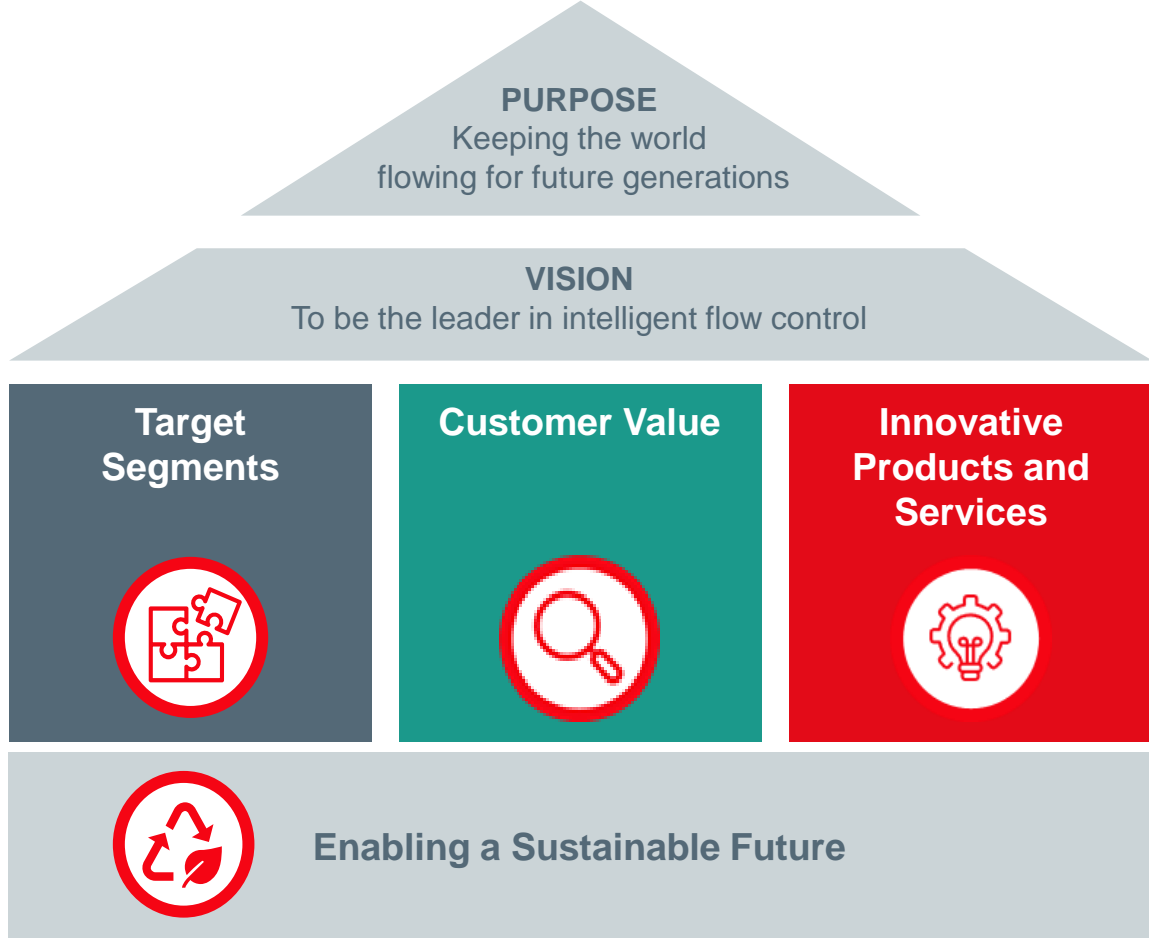 PURPOSE
Keeping the world
flowing for future generations
VISION
To be the leader in intelligent flow control
Target
Segments
Customer Value
Innovative
Products and
Services
Enabling a Sustainable Future